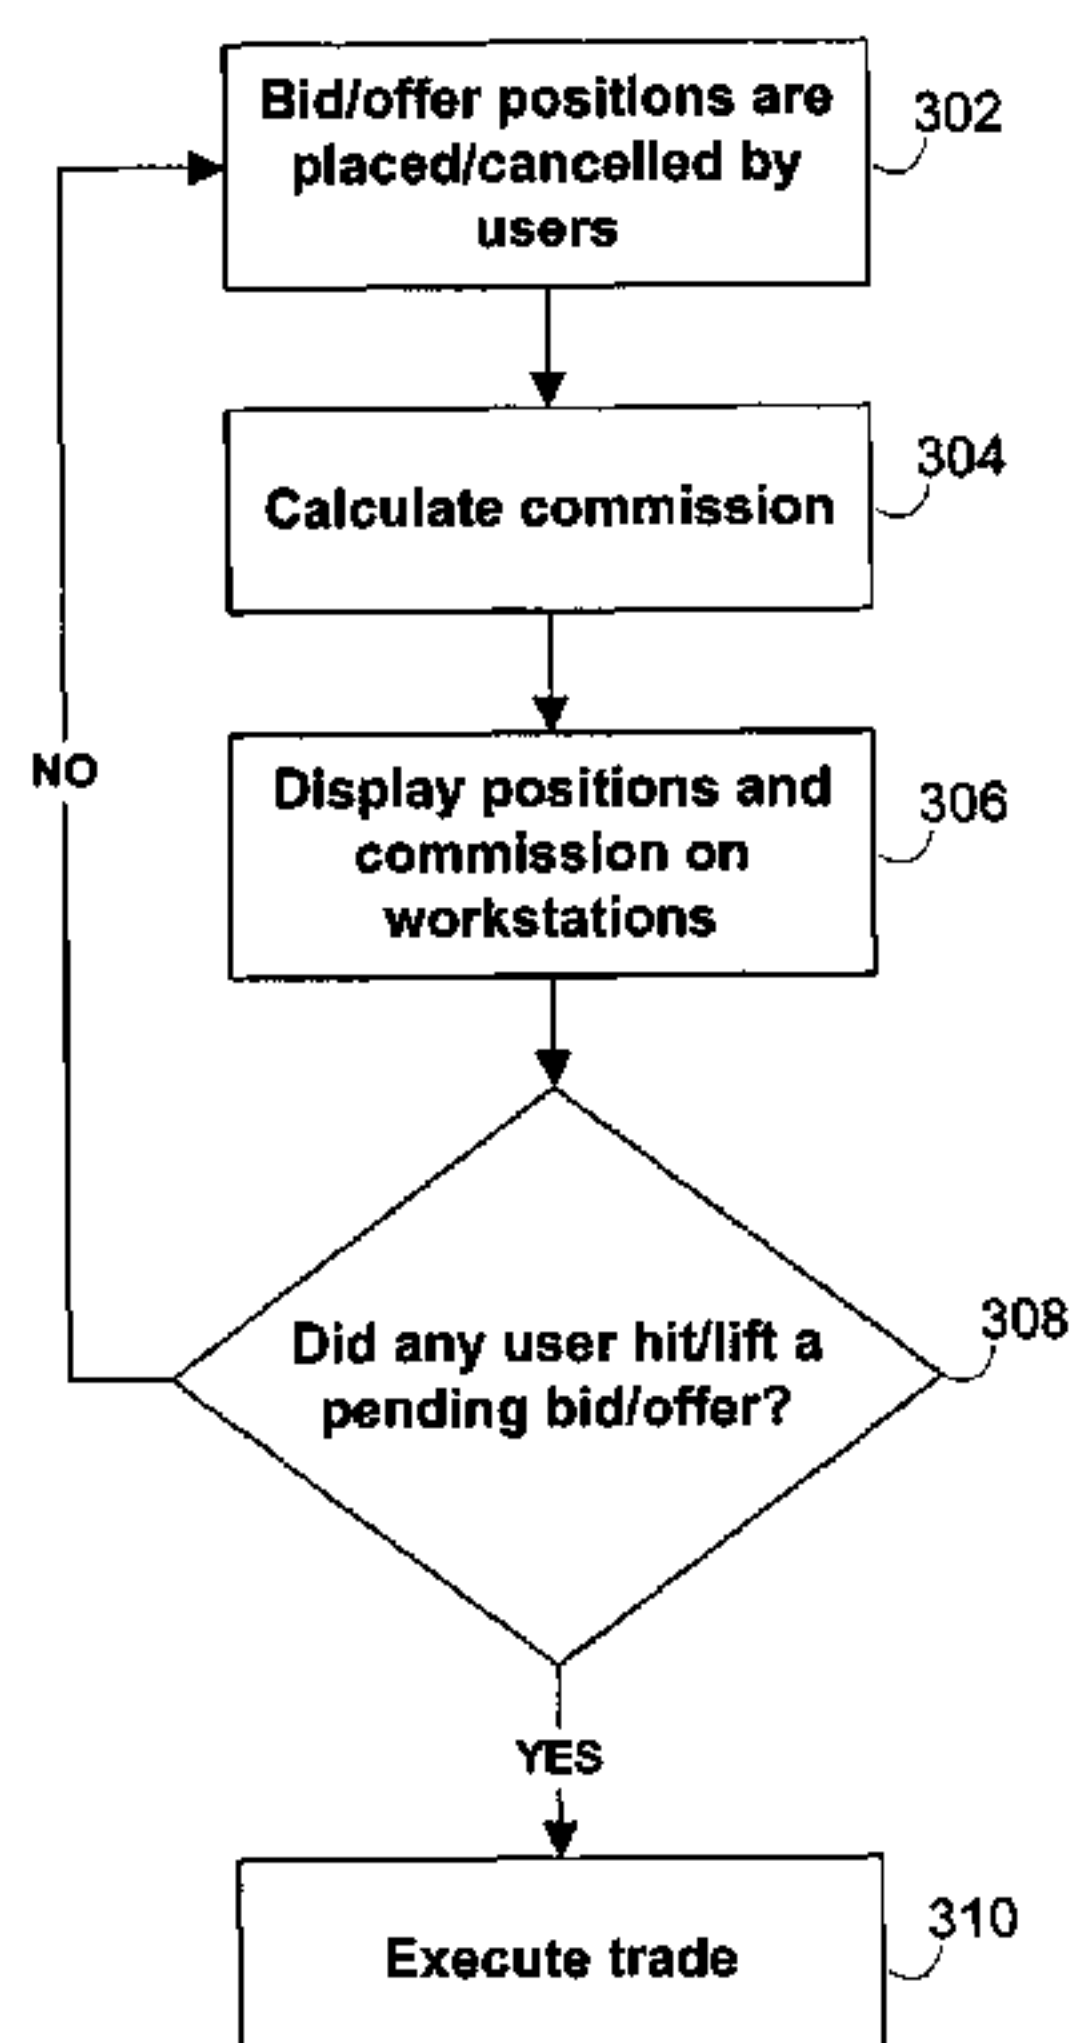 Bid/offer positions are
placed/cancelled by
users
302
Calculate commission
304
Display positions and
commission on
workstations
306
NO
Did any user hit/lift a
pending bid/offer?
308
YES
Execute trade
310